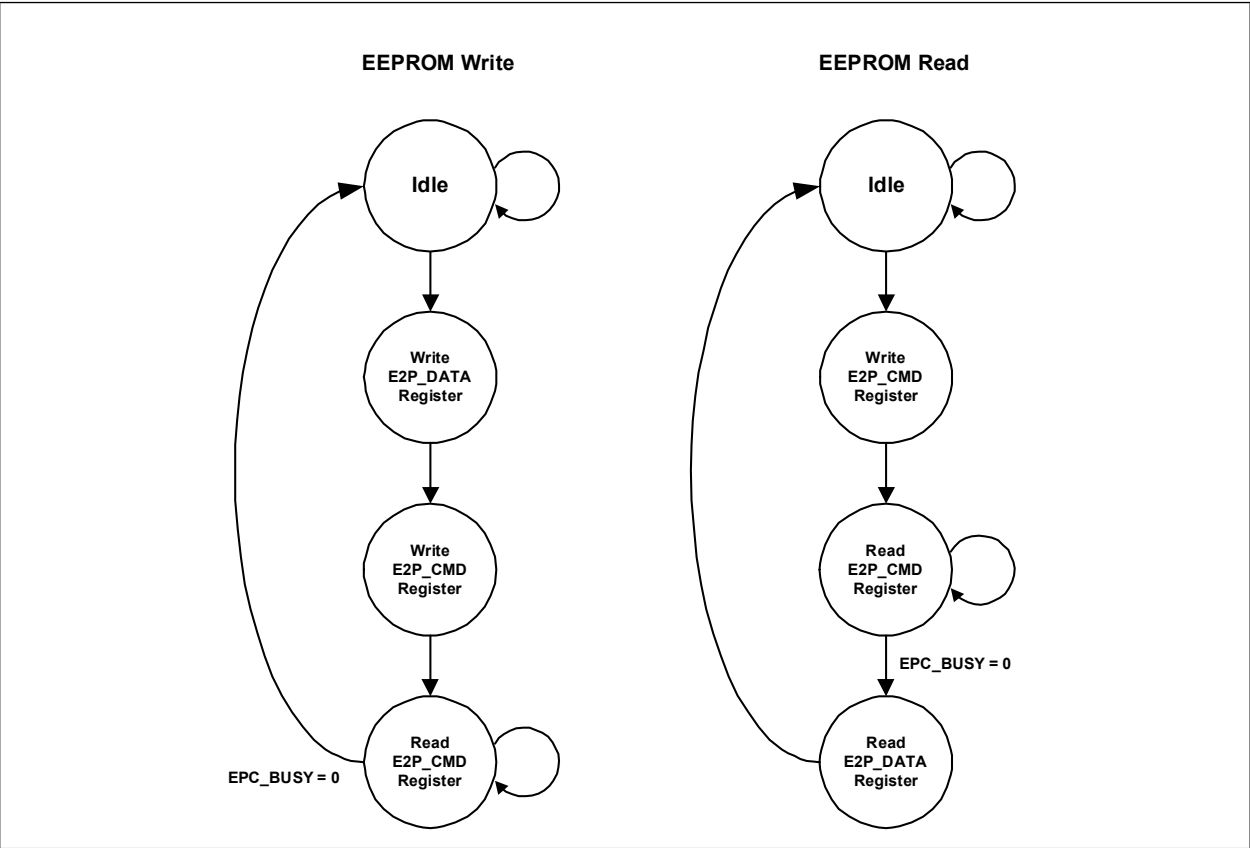 EEPROM Write
Idle
Write
E2P_DATA
Register
Write
E2P_CMD
Register
Read
E2P_CMD
Register
EPC_BUSY = 0
EEPROM Read
Idle
Write
E2P_CMD
Register
Read
E2P_CMD
Register
EPC_BUSY = 0
Read
E2P_DATA
Register